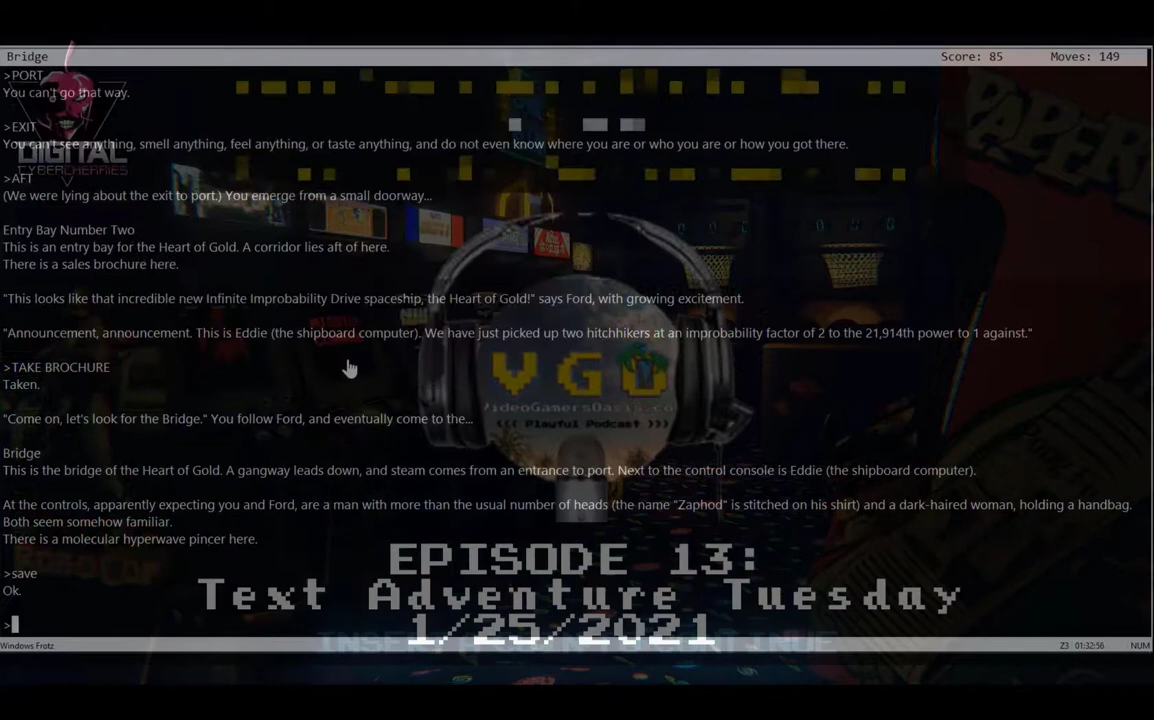 Bridge
Score: 85
Moves: 149
>PORT
You can't go that way.
>EXIT
You can't see anything, smell anything, feel anything, or taste anything, and do not even know where you are or who you are or how you got there.
DIGITAL
CYBERCHERRIES
>AFT
(We were lying about the exit to port.) You emerge from a small doorway...
Entry Bay Number Two
This is an entry bay for the Heart of Gold. A corridor lies aft of here.
There is a sales brochure here.
"This looks like that incredible new Infinite Improbability Drive spaceship, the Heart of Gold!" says Ford, with growing excitement.
"Announcement, announcement. This is Eddie (the shipboard computer). We have just picked up two hitchhikers at an improbability factor of 2 to the 21,914th power to 1 against."
>TAKE BROCHURE
Taken.
VGO
VideoGamersOasis.co
((( Playful Podcast )))
"Come on, let's look for the Bridge." You follow Ford, and eventually come to the...
Bridge
This is the bridge of the Heart of Gold. A gangway leads down, and steam comes from an entrance to port. Next to the control console is Eddie (the shipboard computer).
At the controls, apparently expecting you and Ford, are a man with more than the usual number of heads (the name "Zaphod" is stitched on his shirt) and a dark-haired woman, holding a handbag.
Both seem somehow familiar.
There is a molecular hyperwave pincer here.
>save
Ok.
>
EPISODE 13:
Text Adventure Tuesday
1/25/2021
Windows Frotz
Z3 01:32:56
NUM
PAPER